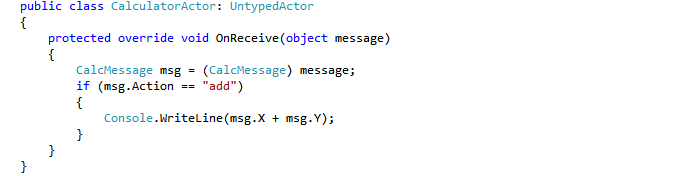 public class CalculatorActor: UntypedActor
{
    protected override void OnReceive(object message)
    {
        CalcMessage msg = (CalcMessage) message;
        if (msg.Action == "add")
        {
            Console.WriteLine(msg.X + msg.Y);
        }
    }
}